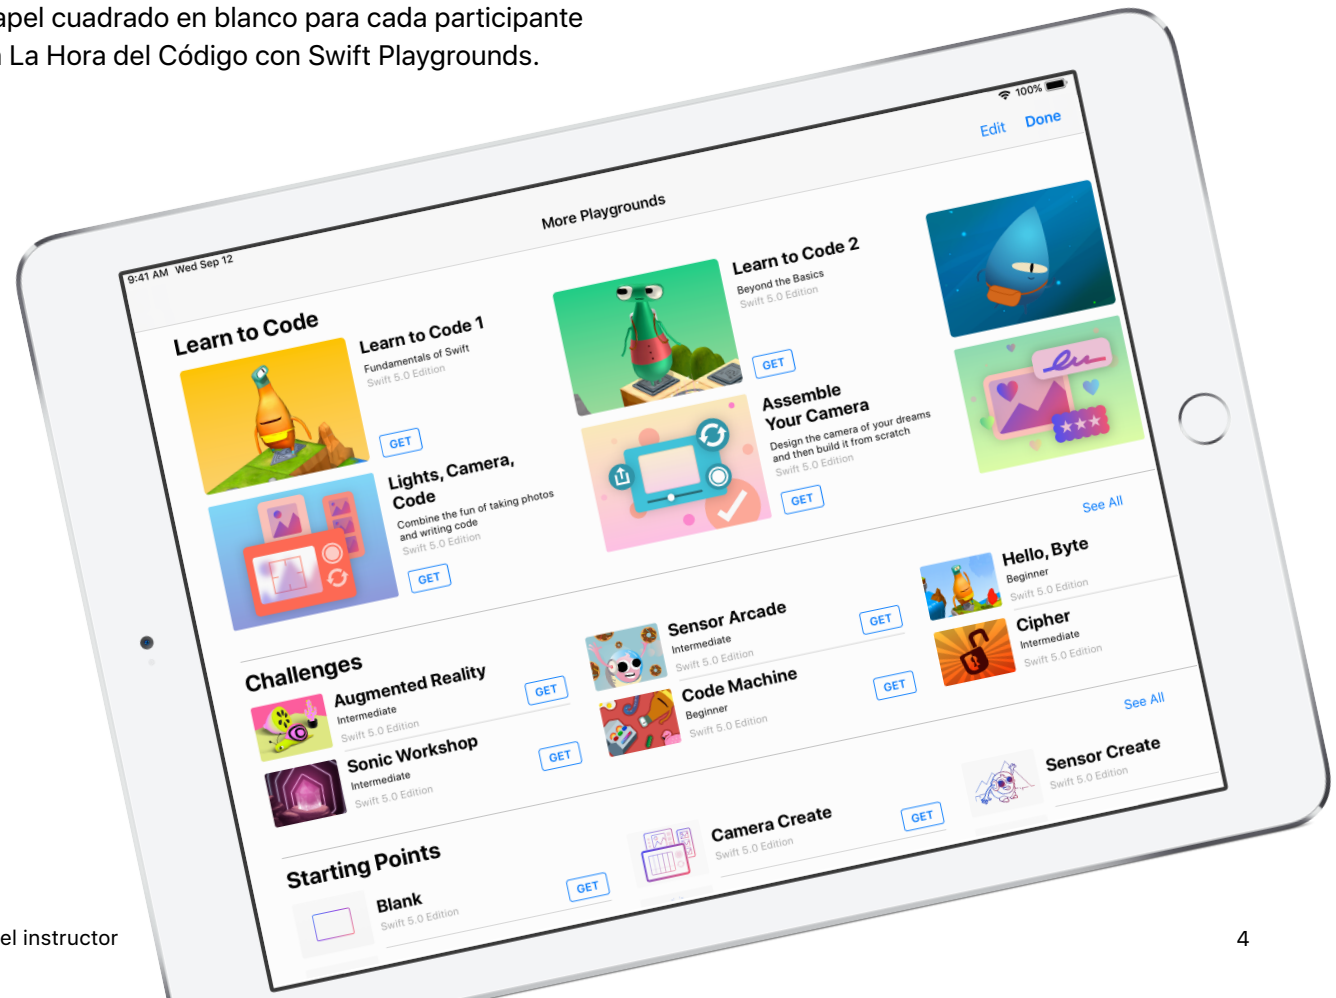 apel cuadrado en blanco para cada participante
La Hora del Código con Swift Playgrounds.
9:41 AM Wed Sep 12
100%
Edit Done
More Playgrounds
Learn to Code
Learn to Code 1
Fundamentals of Swift
Swift 5.0 Edition
GET
Learn to Code 2
Beyond the Basics
Swift 5.0 Edition
GET
Lights, Camera,
Code
Combine the fun of taking photos
and writing code
Swift 5.0 Edition
GET
Assemble
Your Camera
Design the camera of your dreams
and then build it from scratch
Swift 5.0 Edition
GET
Challenges
See All
Augmented Reality
Intermediate
Swift 5.0 Edition
GET
Sensor Arcade
Intermediate
Swift 5.0 Edition
GET
Hello, Byte
Beginner
Swift 5.0 Edition
Sonic Workshop
Intermediate
Swift 5.0 Edition
GET
Code Machine
Beginner
Swift 5.0 Edition
GET
Cipher
Intermediate
Swift 5.0 Edition
Starting Points
See All
Blank
Swift 5.0 Edition
GET
Camera Create
Swift 5.0 Edition
GET
Sensor Create
Swift 5.0 Edition
el instructor
4